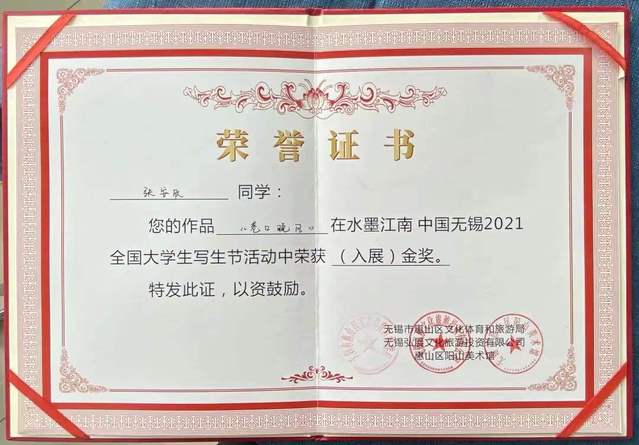 荣誉证书
同学：
您的作品 在水墨江南 中国无锡2021
全国大学生写生节活动中荣获（入展）金奖。
特发此证，以资鼓励。
无锡市惠山区文化体育和旅游局
无锡弘展文化旅游投资有限公司
惠山区阳山美术馆